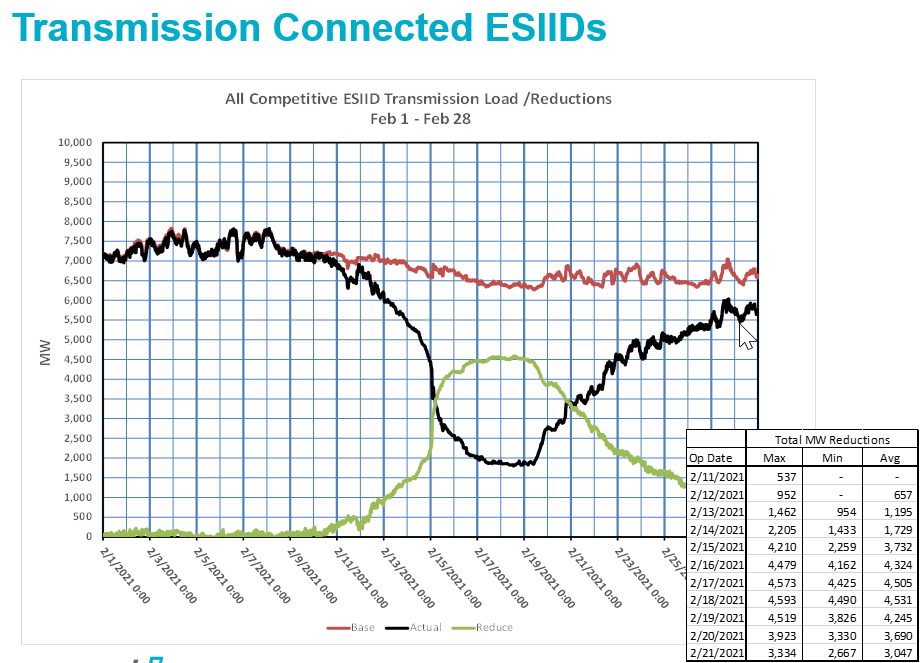 Transmission Connected ESIIDs
All Competitive ESIID Transmission Load /Reductions
Feb 1 - Feb 28
10,000
9,500
9,000
8,500
8,000
7,500
7,000
6,500
6,000
5,500
5,000
4,500
4,000
3,500
3,000
2,500
2,000
1,500
1,000
500
0
MW
2/1/2021 0:00
2/3/2021 0:00
2/5/2021 0:00
2/7/2021 0:00
2/9/2021 0:00
2/11/2021 0:00
2/13/2021 0:00
2/15/2021 0:00
2/17/2021 0:00
2/19/2021 0:00
2/21/2021 0:00
2/23/2021 0:00
2/25/2
Base Actual Reduce
Total MW Reductions
Op Date Max Min Avg
2/11/2021 537 - -
2/12/2021 952 - 657
2/13/2021 1,462 954 1,195
2/14/2021 2,205 1,433 1,729
2/15/2021 4,210 2,259 3,732
2/16/2021 4,479 4,162 4,324
2/17/2021 4,573 4,425 4,505
2/18/2021 4,593 4,490 4,531
2/19/2021 4,519 3,826 4,245
2/20/2021 3,923 3,330 3,690
2/21/2021 3,334 2,667 3,047